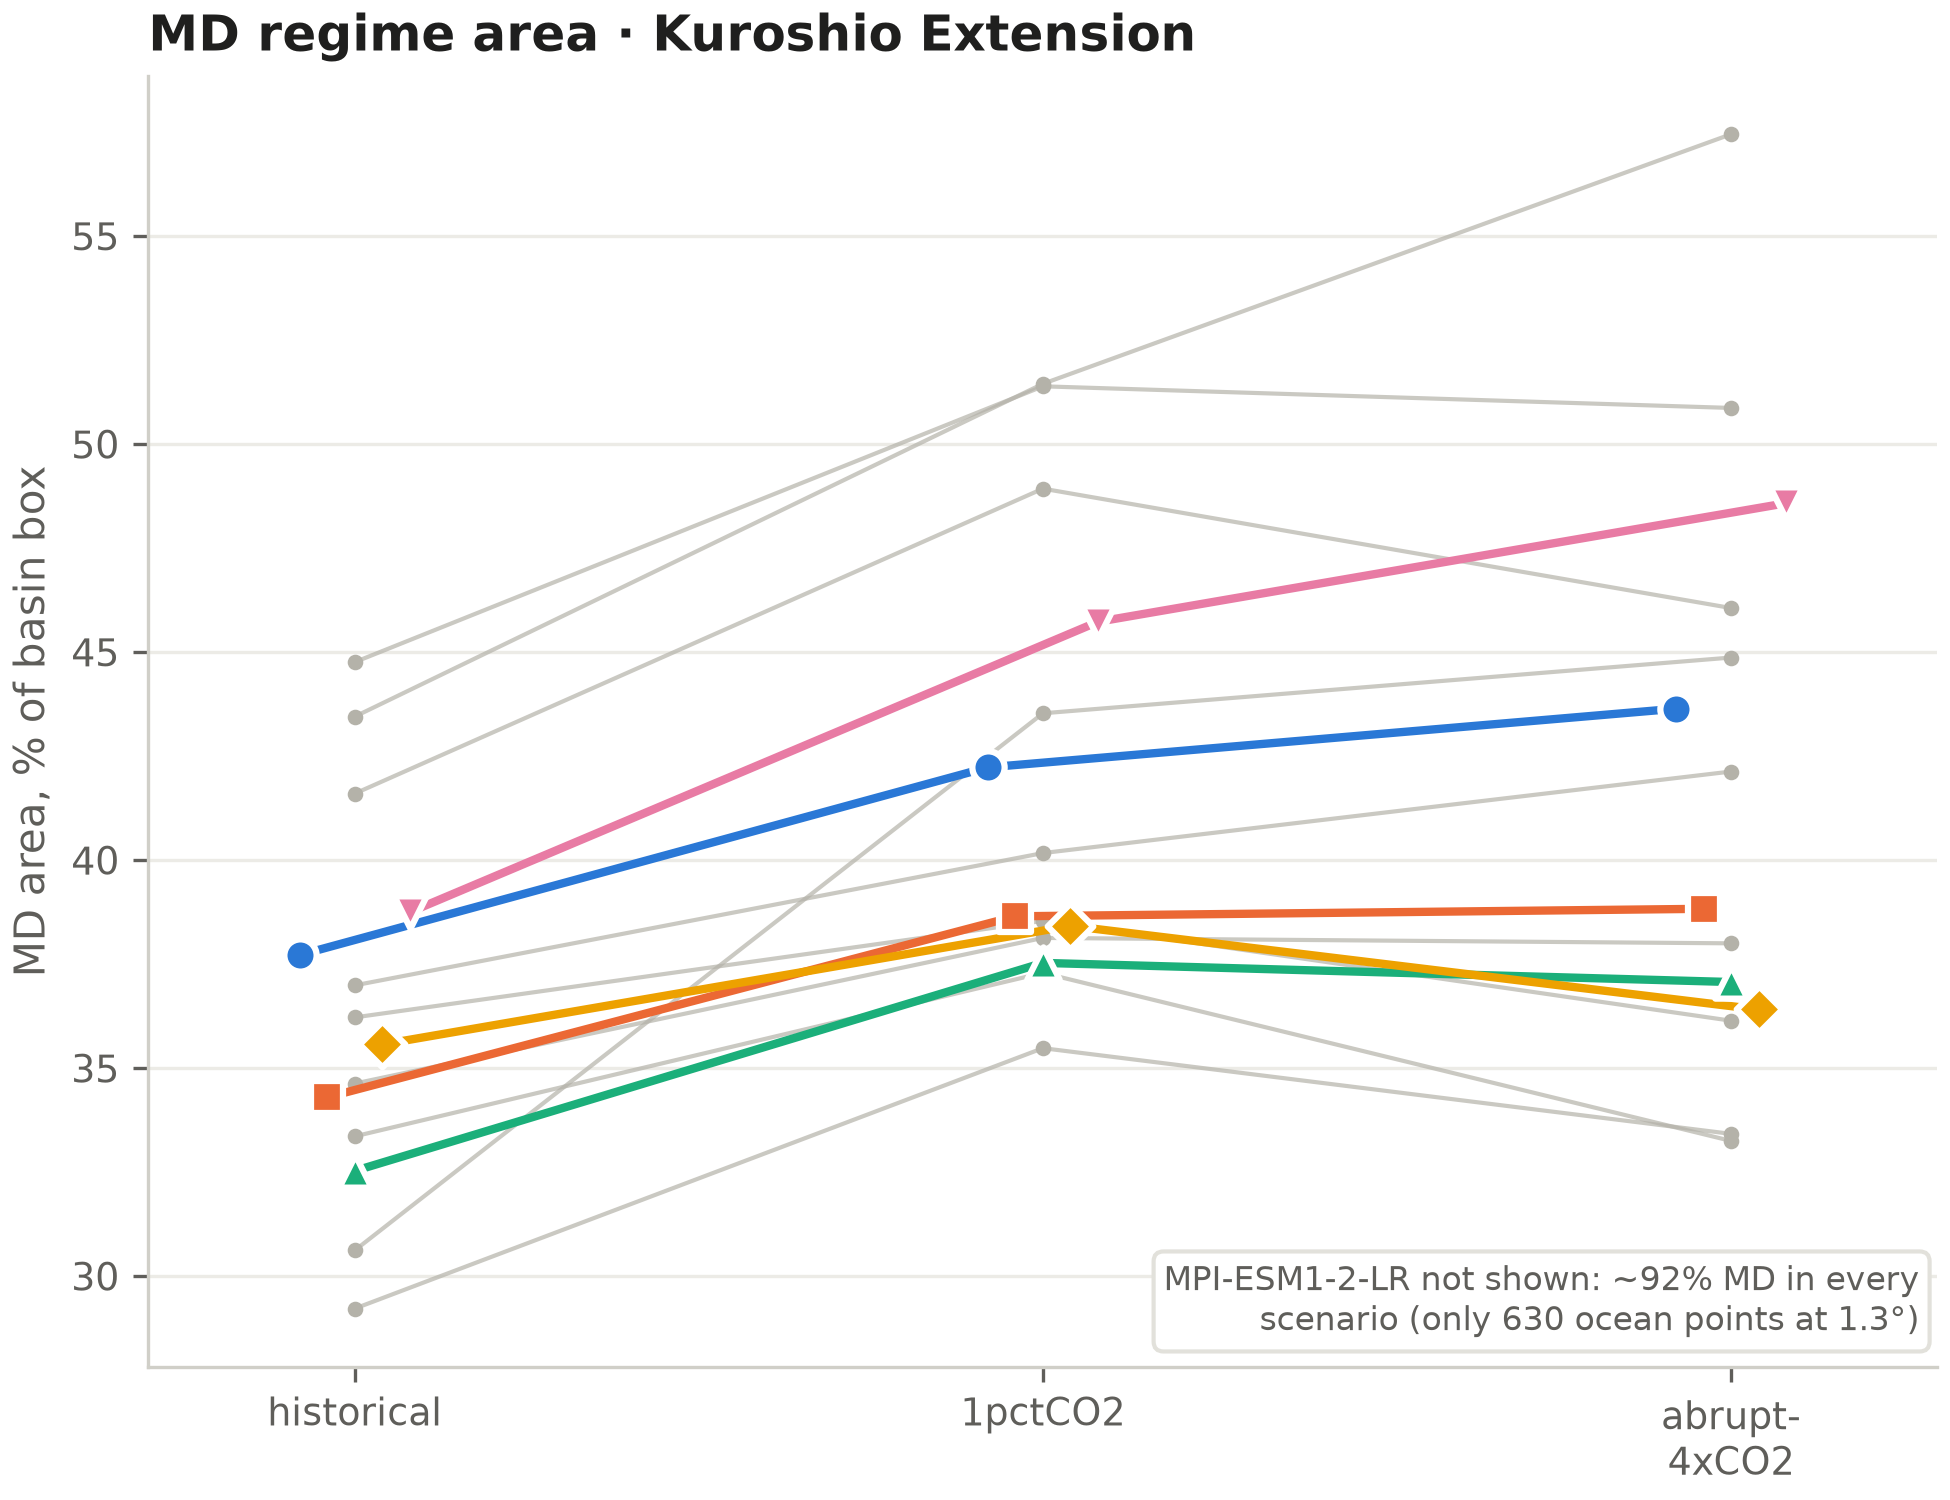 MD regime area · Kuroshio Extension
MD area, % of basin box
55
50
45
40
35
30
MPI-ESM1-2-LR not shown: ~92% MD in every
scenario (only 630 ocean points at 1.3°)
historical
1pctCO2
abrupt-
4xCO2